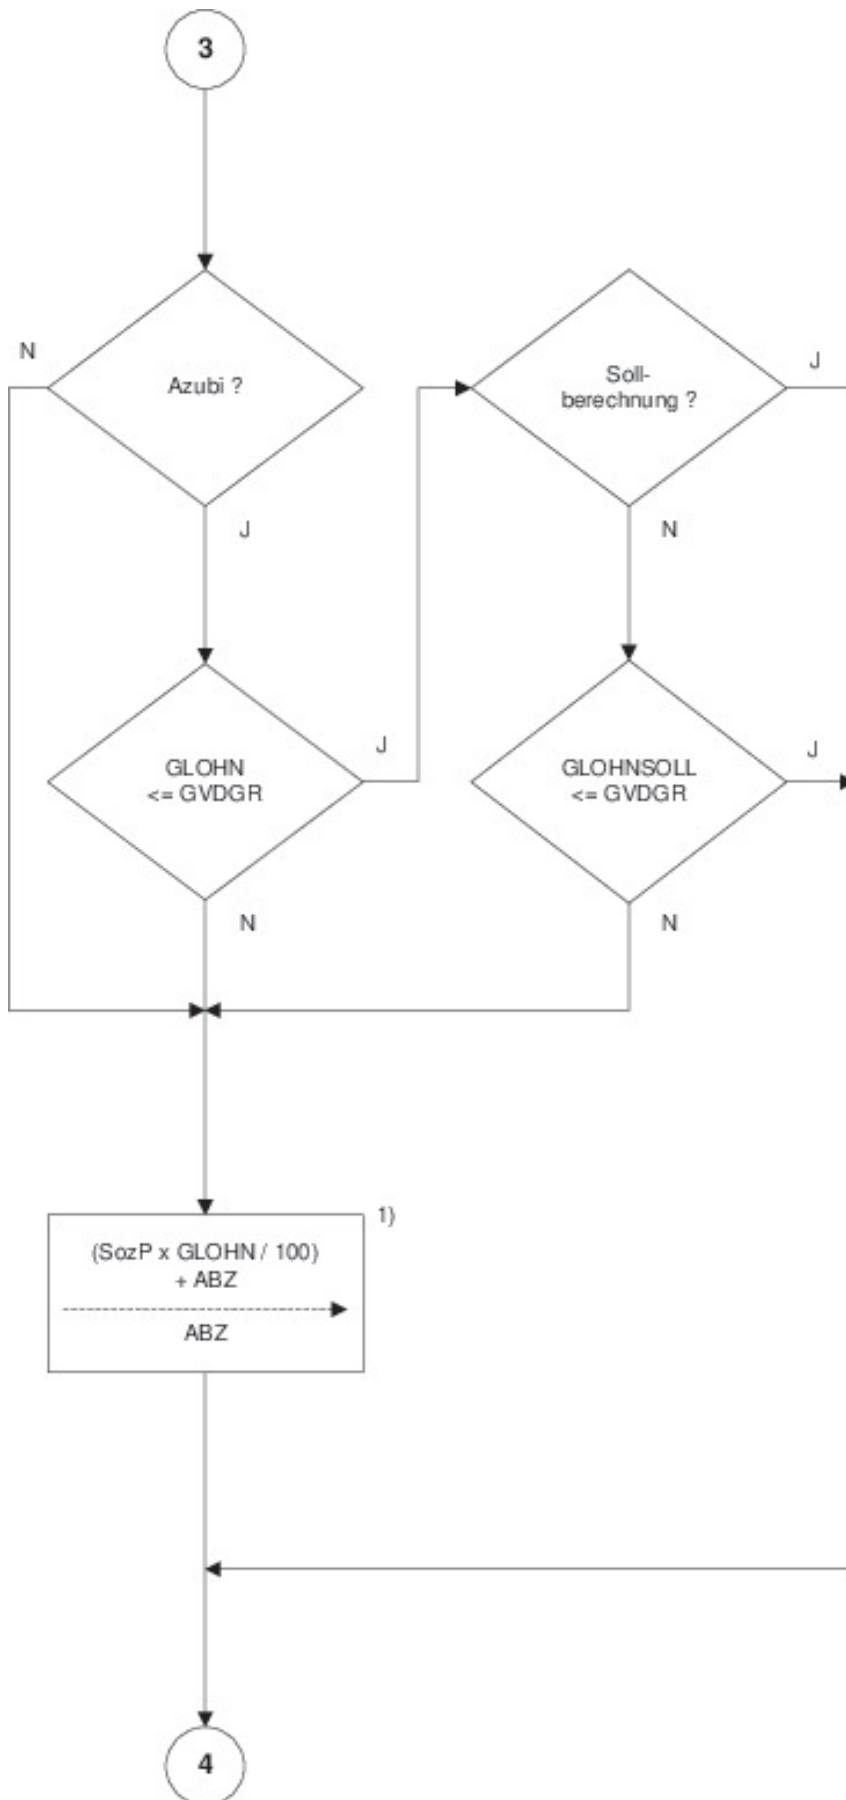 3
N
Azubi ?
J
Soll-
berechnung ?
J
N
GLOHN
<= GVDGR
J
N
GLOHNSOLL
<= GVDGR
J
N
1)
(SozP x GLOHN / 100)
+ ABZ
ABZ
4